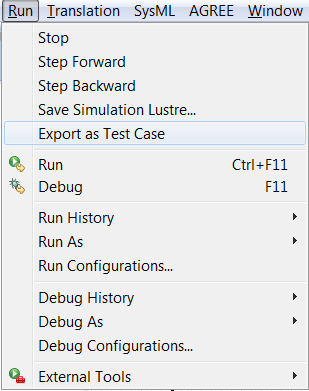 Run Translation SysML AGREE Window
Stop
Step Forward
Step Backward
Save Simulation Lustre...
Export as Test Case
Run Ctrl+F11
Debug F11
Run History
Run As
Run Configurations...
Debug History
Debug As
Debug Configurations...
External Tools